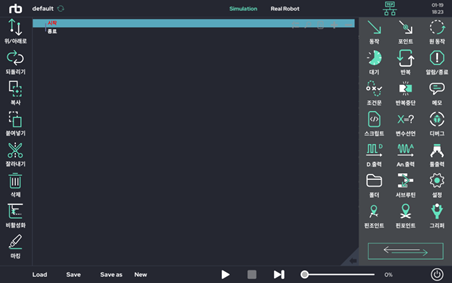 rb default Simulation Real Robot 01-19
18:23
시작
종료
위/아래로
되돌리기
복사
붙여넣기
잘라내기
삭제
비활성화
마킹
동작 포인트 원 동작
대기 반복 알람/종료
조건문 반복중단 메모
스크립트 변수선언 디버그
D.출력 An.출력 툴출력
폴더 서브루틴 설정
핀조인트 핀포인트 그리퍼
Load Save Save as New 0%